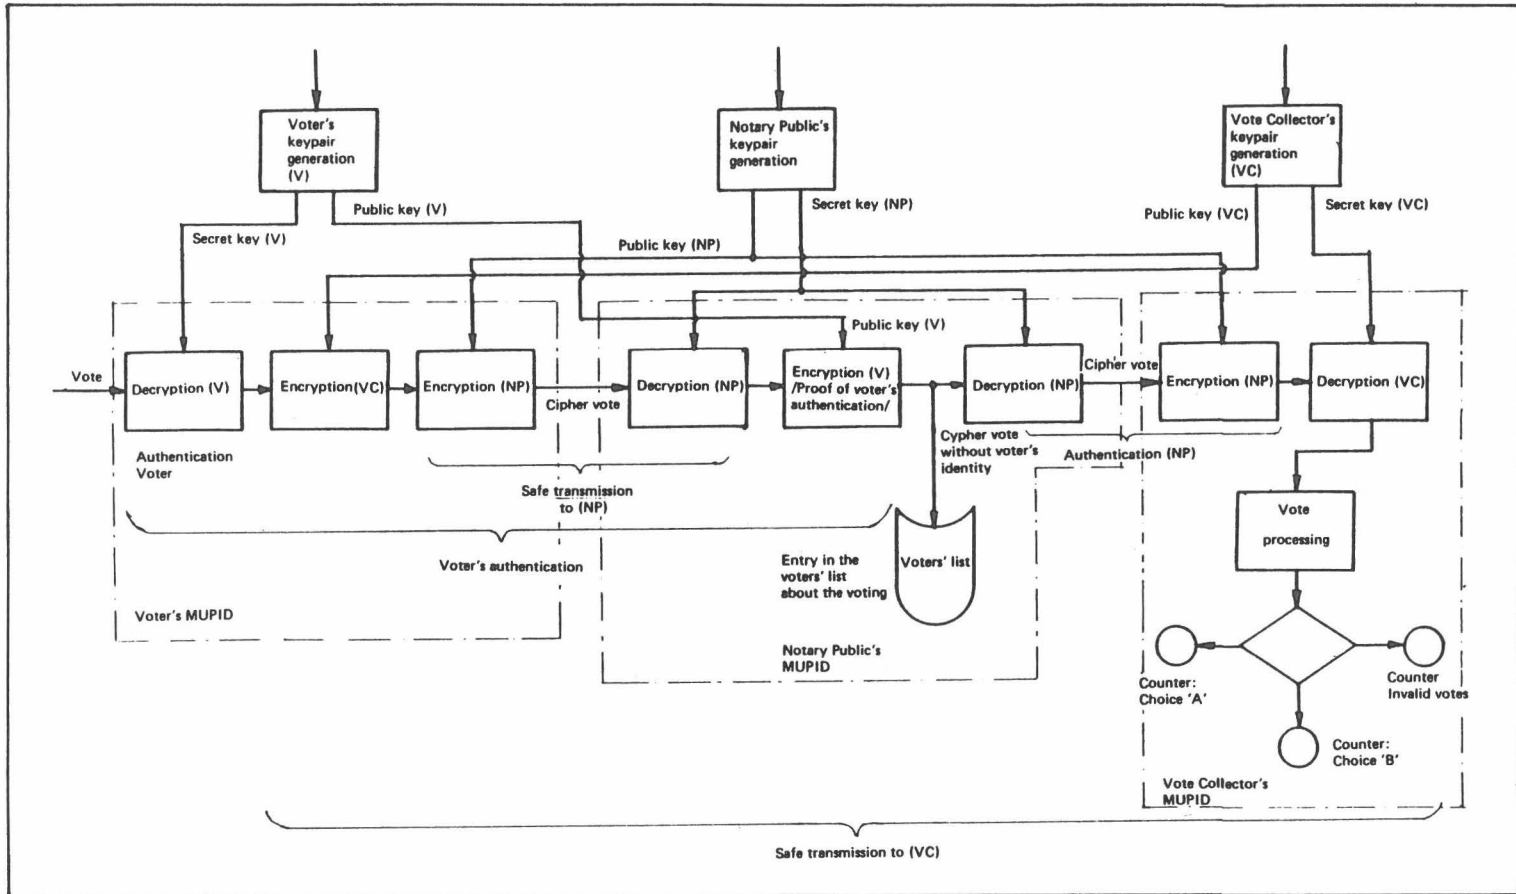 Voter's
keypair
generation
(V)
Notary Public's
keypair
generation
Vote Collector's
keypair
generation
(VC)
Public key (V)
Secret key (NP)
Public key (VC)
Secret key (VC)
Secret key (V)
Public key (NP)
Public key (V)
Vote
Decryption (V)
Encryption(VC)
Encryption (NP)
Cipher vote
Decryption (NP)
Encryption (V)
/Proof of voter's
authentication/
Decryption (NP)
Cipher vote
Encryption (NP)
Decryption (VC)
Authentication
Voter
Safe transmission
to (NP)
Cypher vote
without voter's
identity
Authentication (NP)
Vote
processing
Voter's authentication
Entry in the
voters' list
about the voting
Voters' list
Voter's MUPID
Notary Public's
MUPID
Counter:
Choice 'A'
Counter
Invalid votes
Counter:
Choice 'B'
Vote Collector's
MUPID
Safe transmission to (VC)